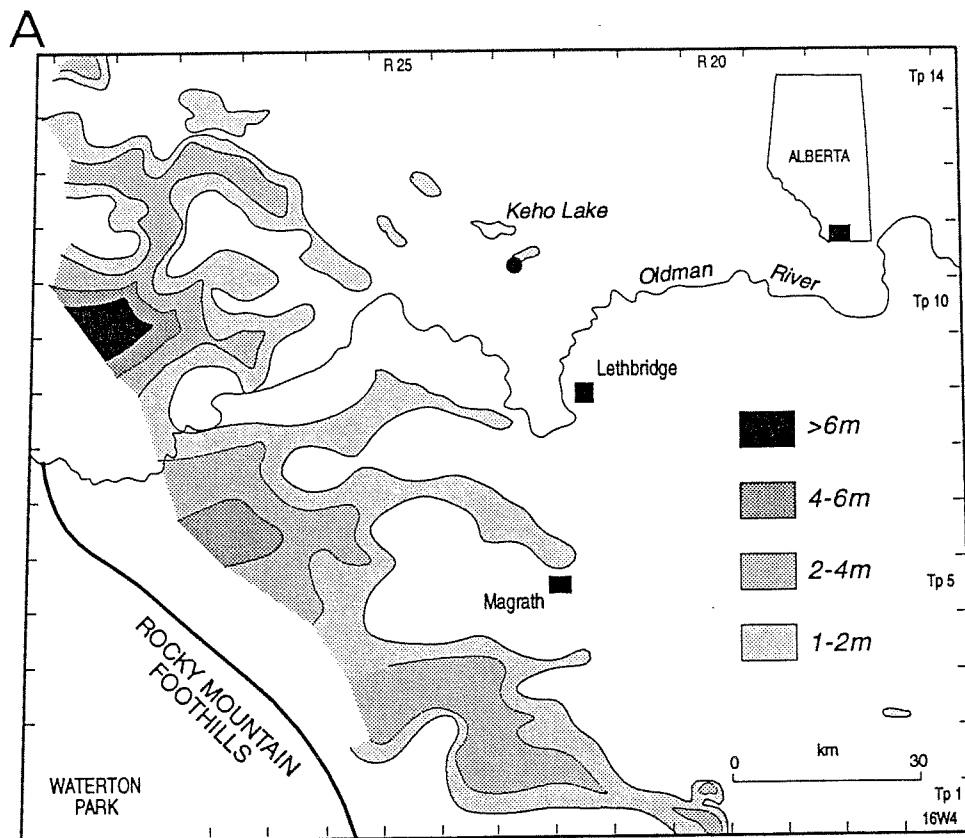 A
R 25
R 20
Tp 14
ALBERTA
Keho Lake
Oldman
River
Tp 10
Lethbridge
>6m
4-6m
2-4m
1-2m
Tp 5
Magrath
ROCKY MOUNTAIN
FOOTHILLS
WATERTON
PARK
km
0
30
Tp 1
16W4